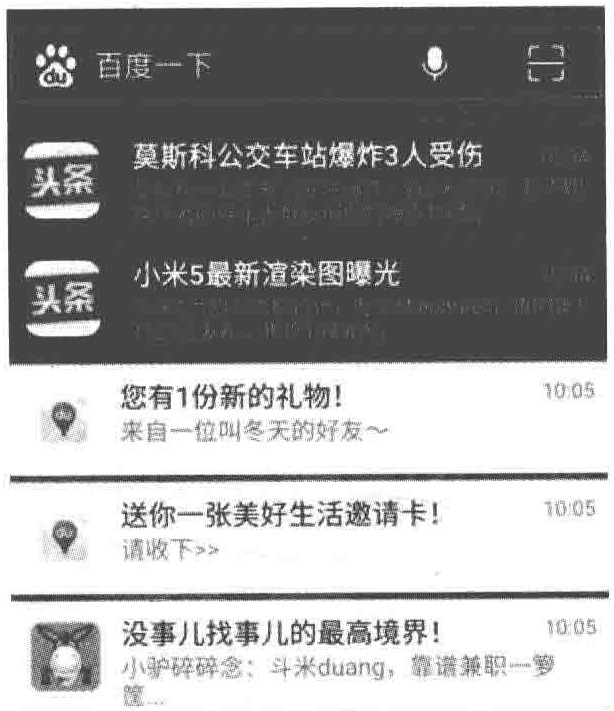 du 百度一下
头条
莫斯科公交车站爆炸3人受伤
头条
小米5最新渲染图曝光
您有1份新的礼物!
10:05
来自一位叫冬天的好友~
送你一张美好生活邀请卡!
10:05
请收下>>
没事儿找事儿的最高境界!
10:05
小驴碎碎念：斗米duang，靠谱兼职一箩
筐...